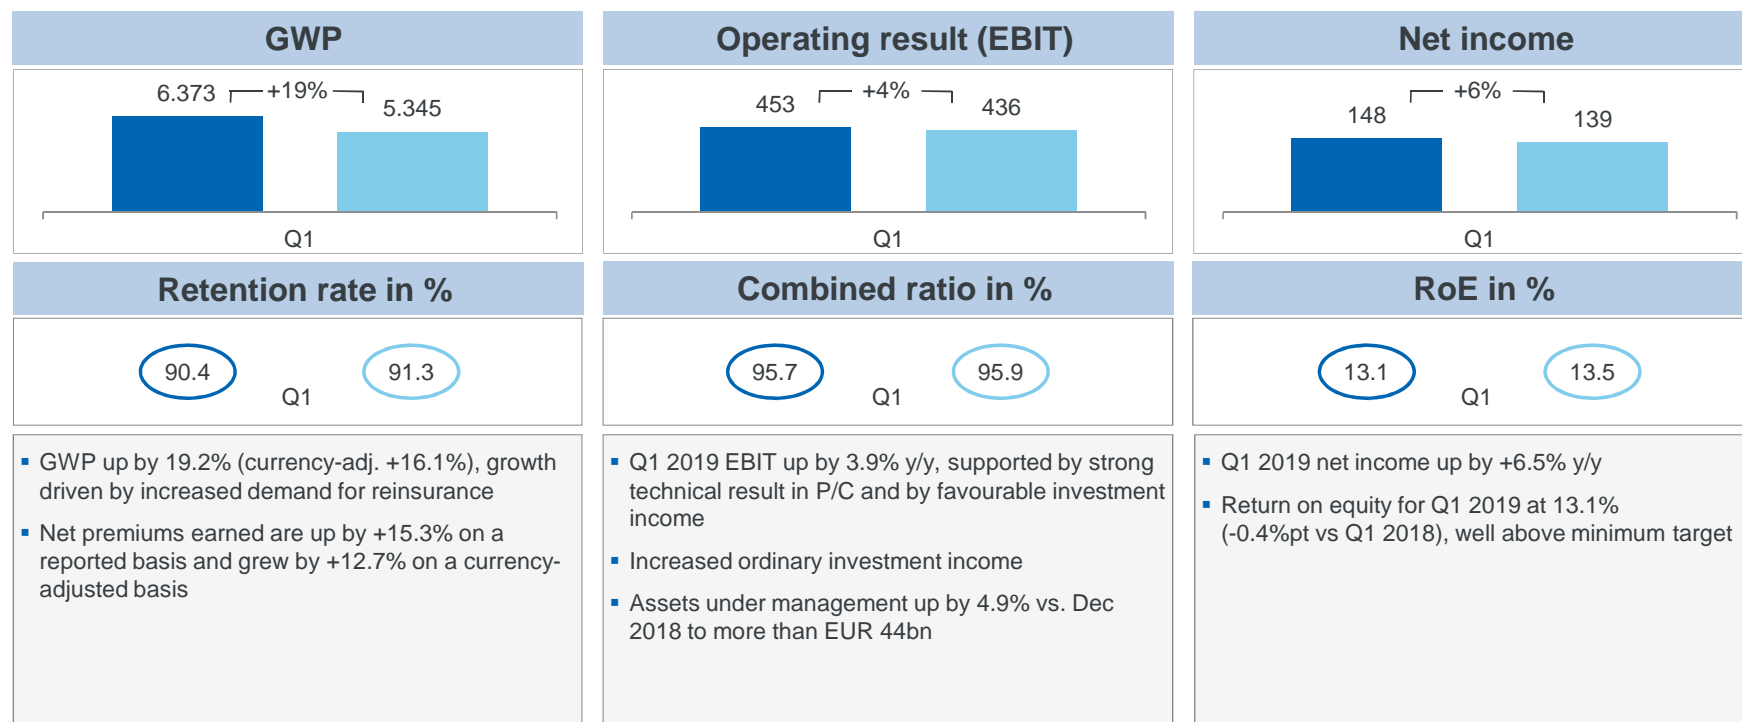 GWP
6.373
+19%
5.345
Q1
Operating result (EBIT)
453
+4%
436
Q1
Net income
148
+6%
139
Q1
Retention rate in %
90.4
91.3
Q1
Combined ratio in %
95.7
95.9
Q1
RoE in %
13.1
13.5
Q1
▪ GWP up by 19.2% (currency-adj. +16.1%), growth
driven by increased demand for reinsurance
▪ Net premiums earned are up by +15.3% on a
reported basis and grew by +12.7% on a currency-
adjusted basis
▪ Q1 2019 EBIT up by 3.9% y/y, supported by strong
technical result in P/C and by favourable investment
income
▪ Increased ordinary investment income
▪ Assets under management up by 4.9% vs. Dec
2018 to more than EUR 44bn
▪ Q1 2019 net income up by +6.5% y/y
▪ Return on equity for Q1 2019 at 13.1%
(-0.4%pt vs Q1 2018), well above minimum target